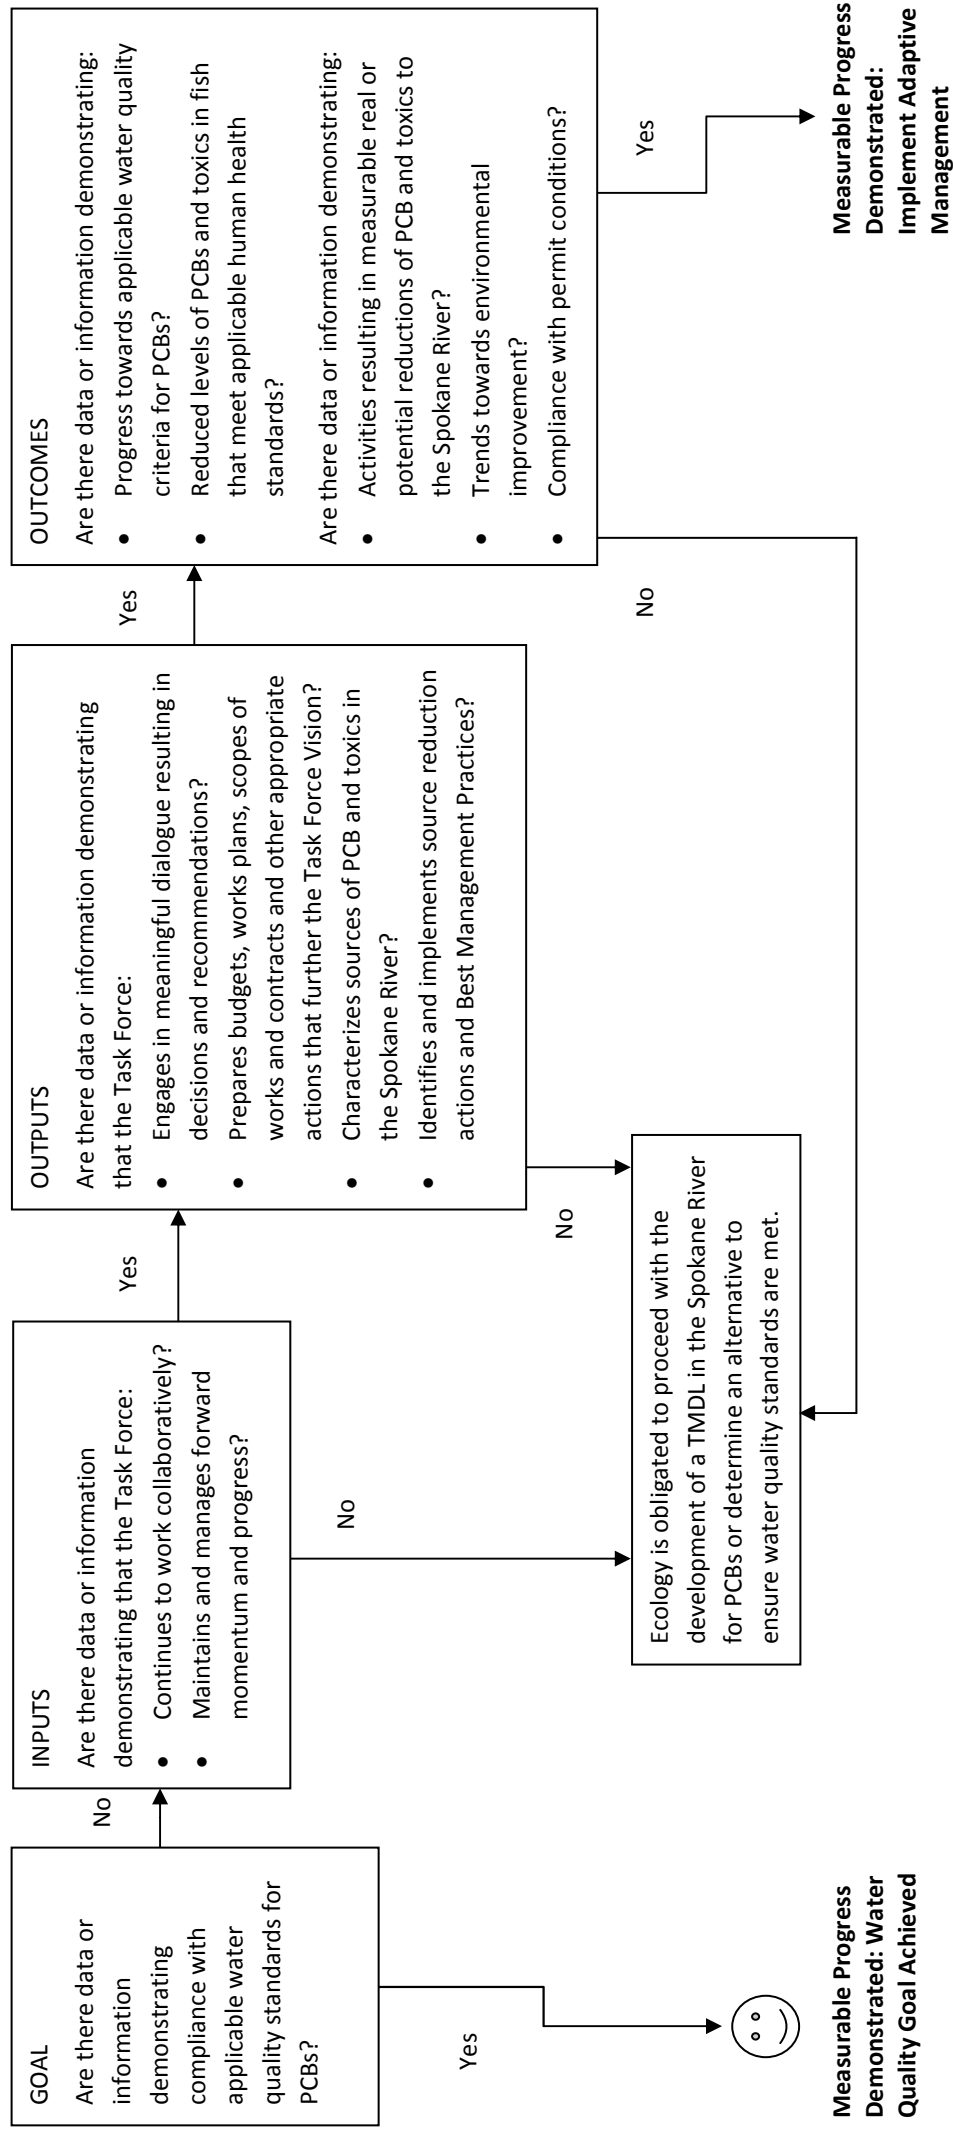 GOAL
Are there data or
information
demonstrating
compliance with
applicable water
quality standards for
PCBs?
No
Yes
Measurable Progress
Demonstrated: Water
Quality Goal Achieved
INPUTS
Are there data or information
demonstrating that the Task Force:
• Continues to work collaboratively?
• Maintains and manages forward
momentum and progress?
Yes
No
OUTPUTS
Are there data or information demonstrating
that the Task Force:
• Engages in meaningful dialogue resulting in
decisions and recommendations?
• Prepares budgets, works plans, scopes of
works and contracts and other appropriate
actions that further the Task Force Vision?
• Characterizes sources of PCB and toxics in
the Spokane River?
• Identifies and implements source reduction
actions and Best Management Practices?
Yes
No
Ecology is obligated to proceed with the
development of a TMDL in the Spokane River
for PCBs or determine an alternative to
ensure water quality standards are met.
OUTCOMES
Are there data or information demonstrating:
• Progress towards applicable water quality
criteria for PCBs?
• Reduced levels of PCBs and toxics in fish
that meet applicable human health
standards?
Are there data or information demonstrating:
• Activities resulting in measurable real or
potential reductions of PCB and toxics to
the Spokane River?
• Trends towards environmental
improvement?
• Compliance with permit conditions?
No
Yes
Measurable Progress
Demonstrated:
Implement Adaptive
Management